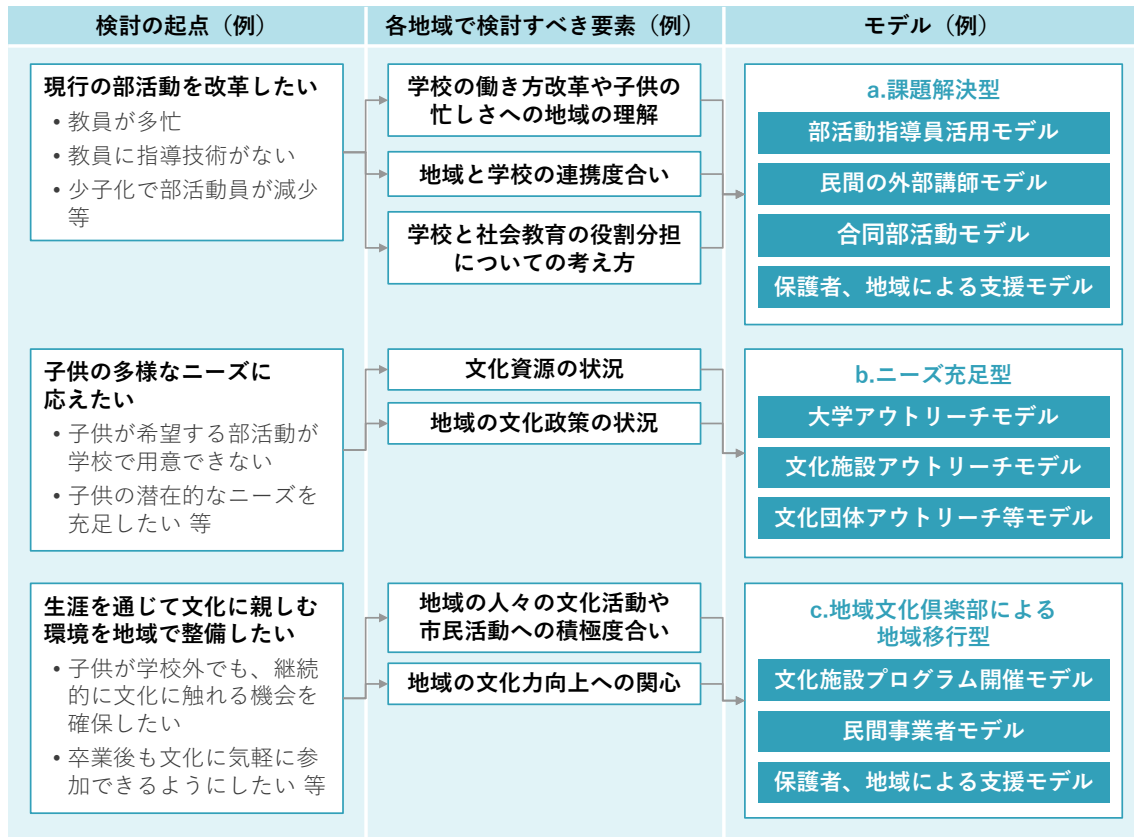 検討の起点（例）
各地域で検討すべき要素（例）
モデル（例）
現行の部活動を改革したい
• 教員が多忙
• 教員に指導技術がない
• 少子化で部活動員が減少
等
学校の働き方改革や子供の
忙しさへの地域の理解
地域と学校の連携度合い
学校と社会教育の役割分担
についての考え方
a.課題解決型
部活動指導員活用モデル
民間の外部講師モデル
合同部活動モデル
保護者、地域による支援モデル
子供の多様なニーズに
応えたい
• 子供が希望する部活動が
学校で用意できない
• 子供の潜在的なニーズを
充足したい 等
文化資源の状況
地域の文化政策の状況
b.ニーズ充足型
大学アウトリーチモデル
文化施設アウトリーチモデル
文化団体アウトリーチ等モデル
生涯を通じて文化に親しむ
環境を地域で整備したい
• 子供が学校外でも、継続
的に文化に触れる機会を
確保したい
• 卒業後も文化に気軽に参
加できるようにしたい 等
地域の人々の文化活動や
市民活動への積極度合い
地域の文化力向上への関心
c.地域文化倶楽部による
地域移行型
文化施設プログラム開催モデル
民間事業者モデル
保護者、地域による支援モデル